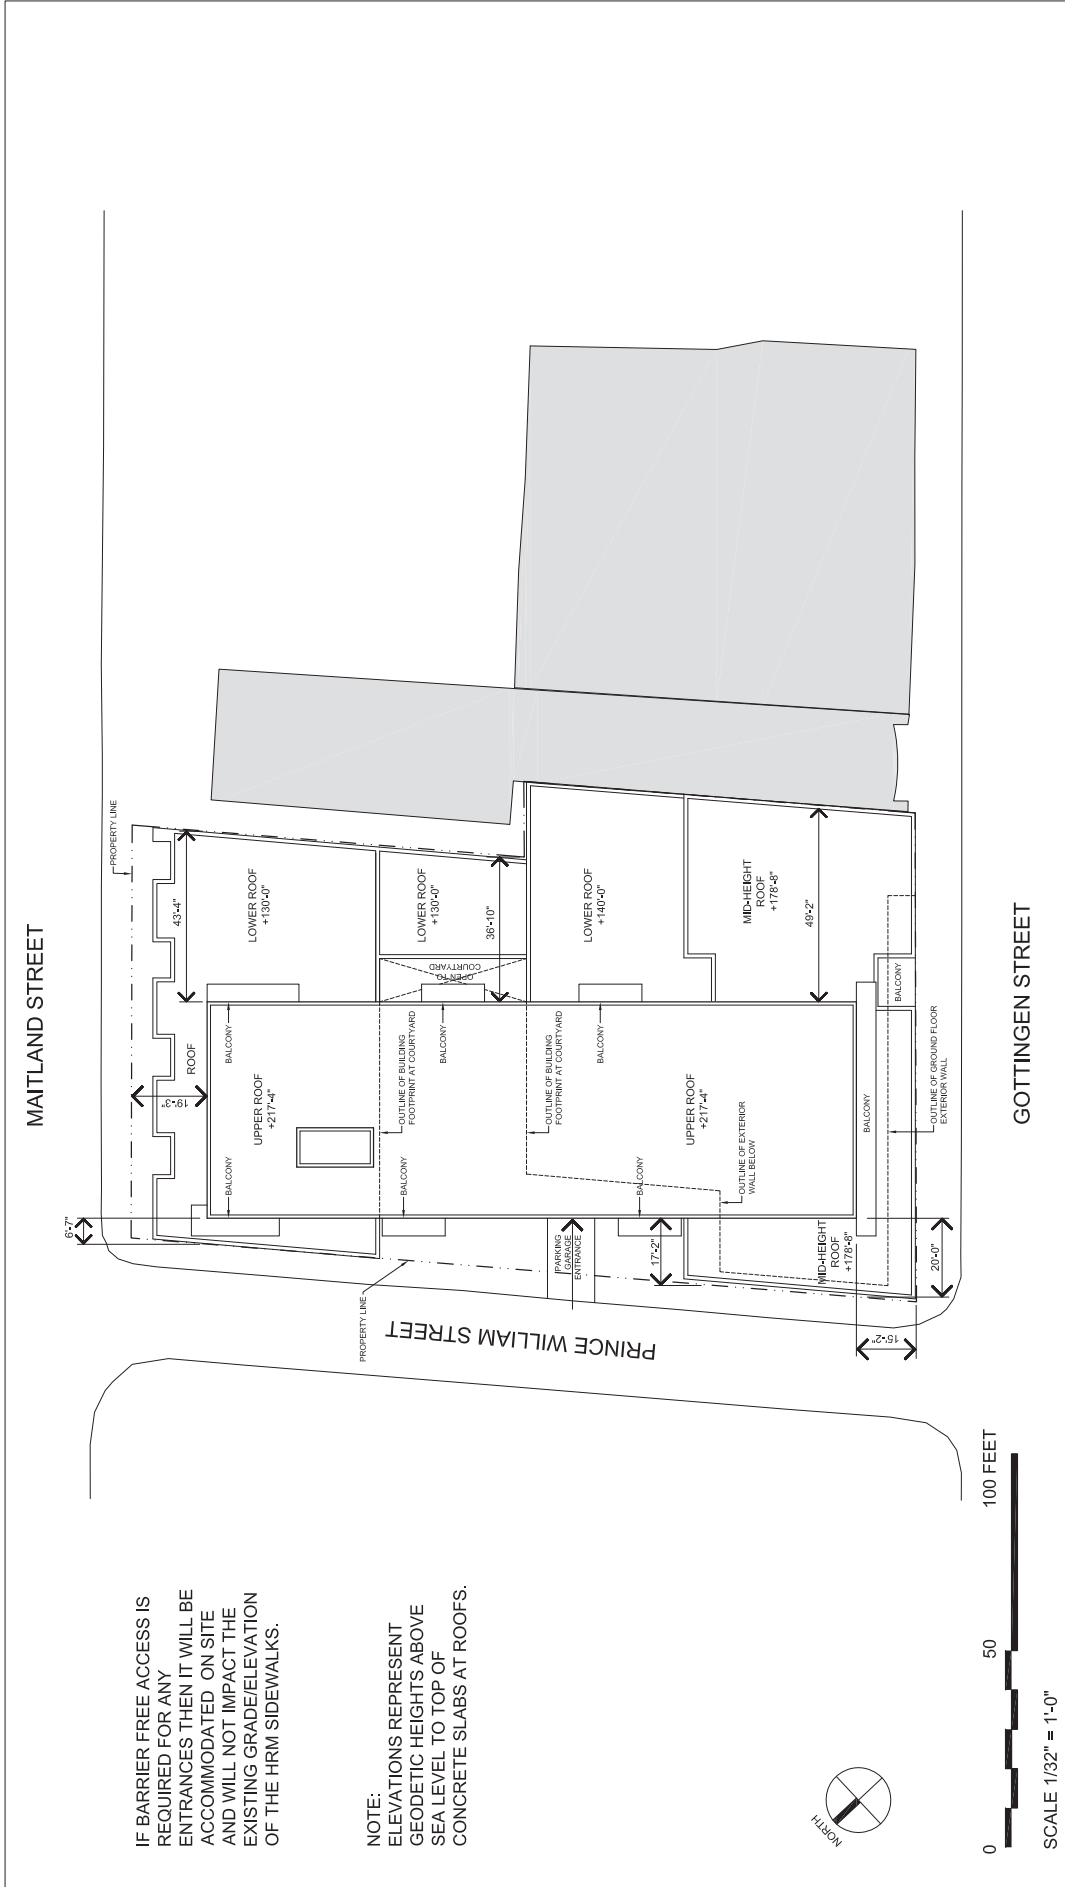 MAITLAND STREET
PROPERTY LINE
6'-7"
19'-3"
ROOF
43'-4"
LOWER ROOF
+130'-0"
LOWER ROOF
+130'-0"
36'-10"
OPEN TO
COURTYARD
LOWER ROOF
+140'-0"
MID-HEIGHT
ROOF
+178'-8"
49'-2"
BALCONY
BALCONY
BALCONY
BALCONY
UPPER ROOF
+217'-4"
OUTLINE OF BUILDING
FOOTPRINT AT COURTYARD
OUTLINE OF BUILDING
FOOTPRINT AT COURTYARD
UPPER ROOF
+217'-4"
OUTLINE OF EXTERIOR
WALL BELOW
BALCONY
OUTLINE OF GROUND FLOOR
EXTERIOR WALL
BALCONY
BALCONY
BALCONY
PARKING
GARAGE
ENTRANCE
17'-2"
MID-HEIGHT
ROOF
+178'-8"
20'-0"
15'-2"
PROPERTY LINE
PRINCE WILLIAM STREET
GOTTINGEN STREET
IF BARRIER FREE ACCESS IS
REQUIRED FOR ANY
ENTRANCES THEN IT WILL BE
ACCOMMODATED ON SITE
AND WILL NOT IMPACT THE
EXISTING GRADE/ELEVATION
OF THE HRM SIDEWALKS.
NOTE:
ELEVATIONS REPRESENT
GEODETIC HEIGHTS ABOVE
SEA LEVEL TO TOP OF
CONCRETE SLABS AT ROOFS.
NORTH
0 50 100 FEET
SCALE 1/32" = 1'-0"